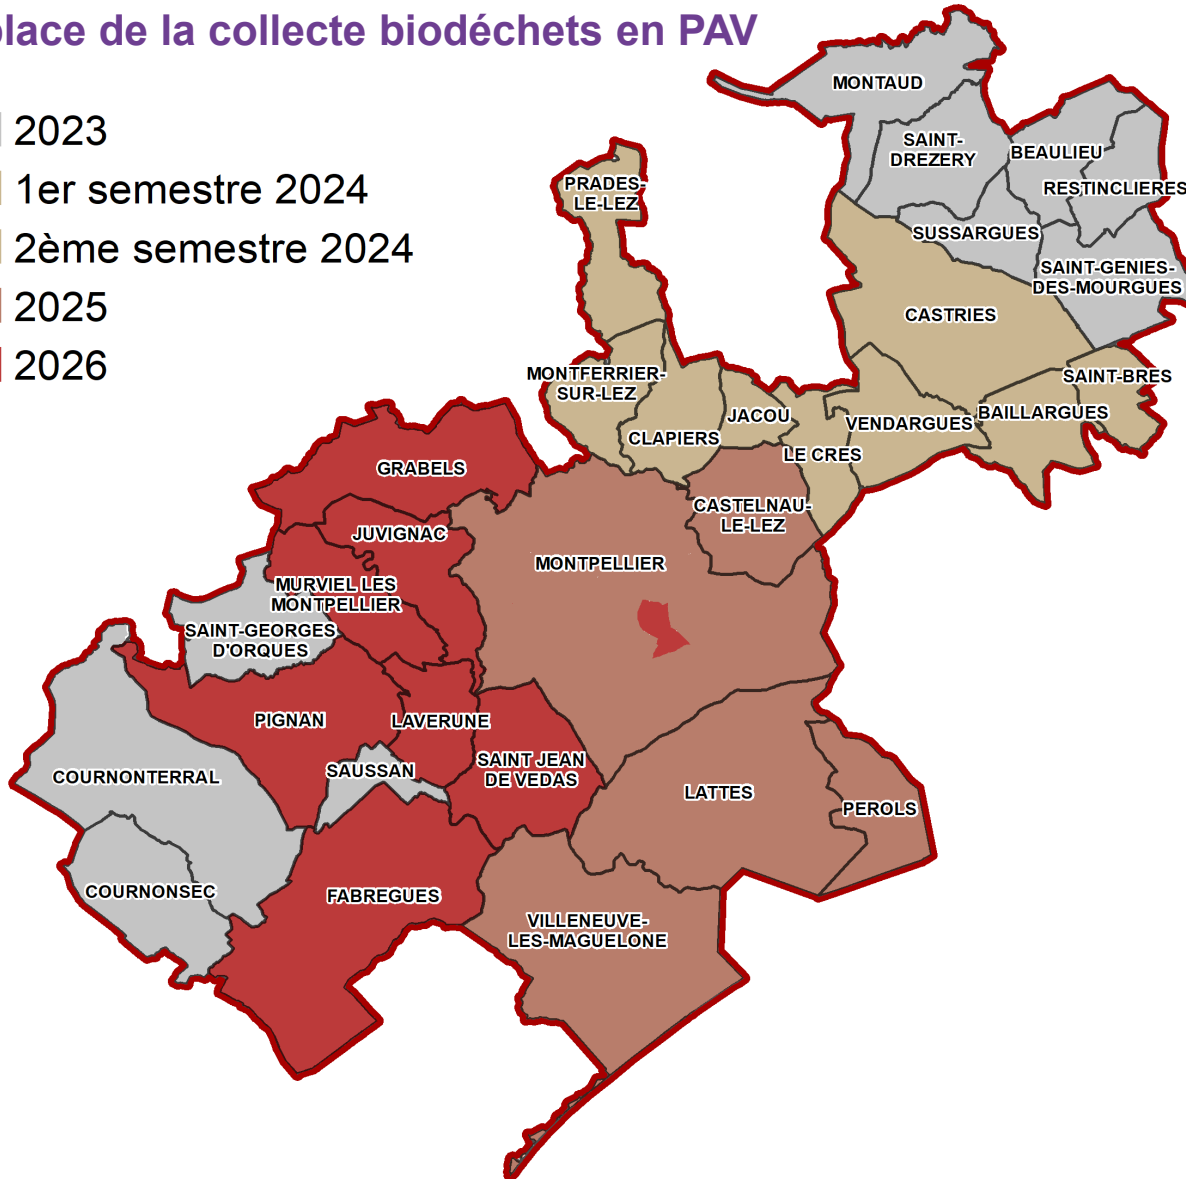 place de la collecte biodéchets en PAV
2023
1er semestre 2024
2ème semestre 2024
2025
2026
MONTAUD
SAINT-
DREZERY
BEAULIEU
RESTINCLIERES
PRADES-
LE-LEZ
SUSSARGUES
SAINT-GENIES-
DES-MOURGUES
CASTRIES
MONTFERRIER-
SUR-LEZ
SAINT-BRES
JACOU
BAILLARGUES
VENDARGUES
CLAPIERS
LE CRES
GRABELS
CASTELNAU-
LE-LEZ
JUVIGNAC
MONTPELLIER
MURVIEL LES
MONTPELLIER
SAINT-GEORGES
D'ORQUES
PIGNAN
LAVERUNE
SAUSSAN
SAINT JEAN
DE VEDAS
COURNONTERRAL
LATTES
PEROLS
COURNONSEC
FABREGUES
VILLENEUVE-
LES-MAGUELONE